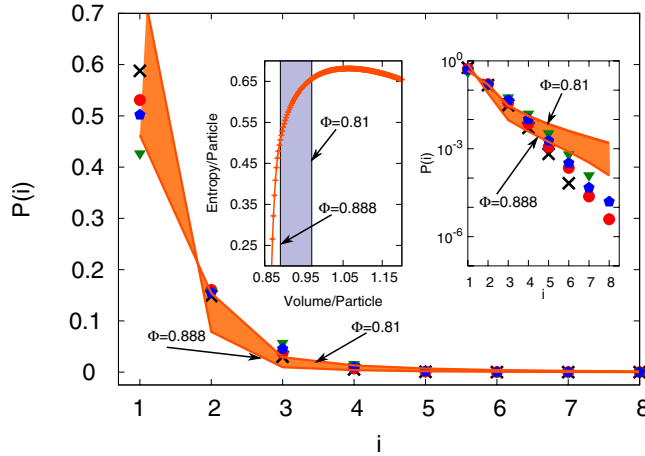 P(i)
0.6
0.5
0.4
0.3
0.2
0.1
0
1
2
3
4
5
6
7
8
i
Φ=0.888
Φ=0.81
Entropy/Particle
0.65
0.55
0.45
0.35
0.25
0.85 0.95 1.05 1.20
Volume/Particle
Φ=0.81
Φ=0.888
P(i)
10^0
10^-3
10^-6
1 2 3 4 5 6 7 8
i
Φ=0.81
Φ=0.888